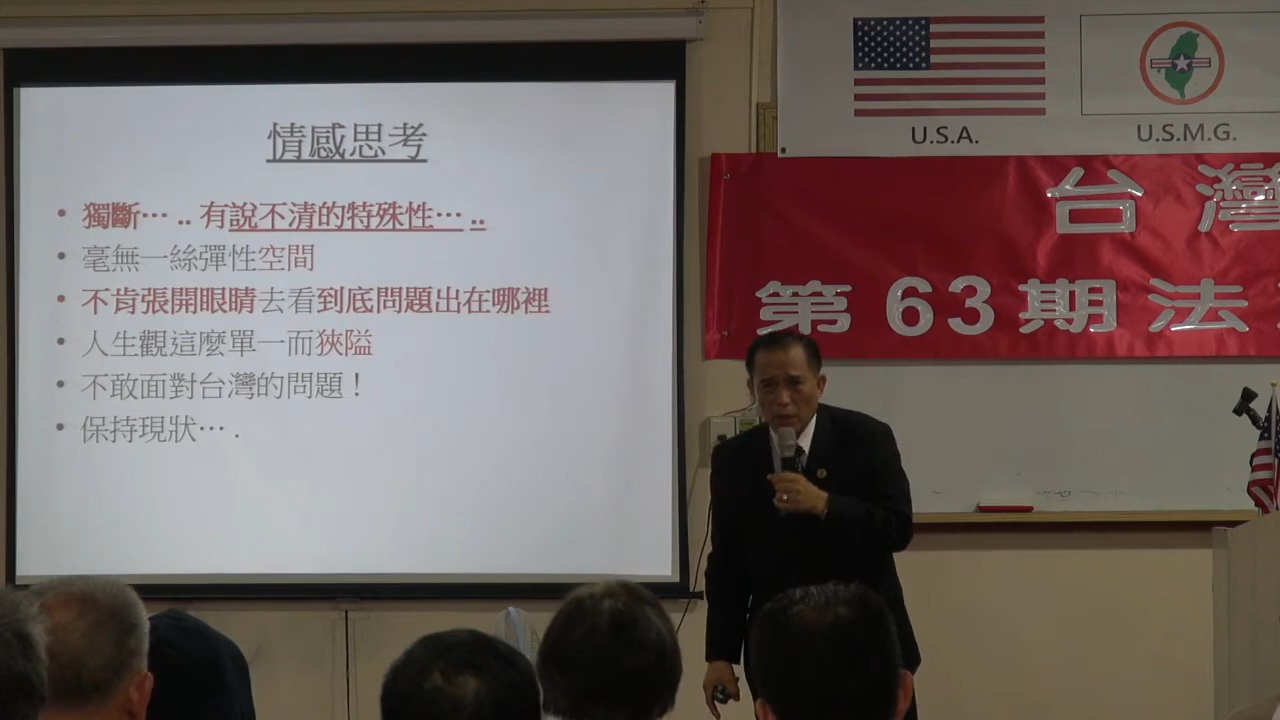 情感思考
• 獨斷… .. 有說不清的特殊性… ..
• 毫無一絲彈性空間
• 不肯張開眼睛去看到底問題出在哪裡
• 人生觀這麼單一而狹隘
• 不敢面對台灣的問題！
• 保持現狀… .
U.S.A.
U.S.M.G.
台灣
第63期法